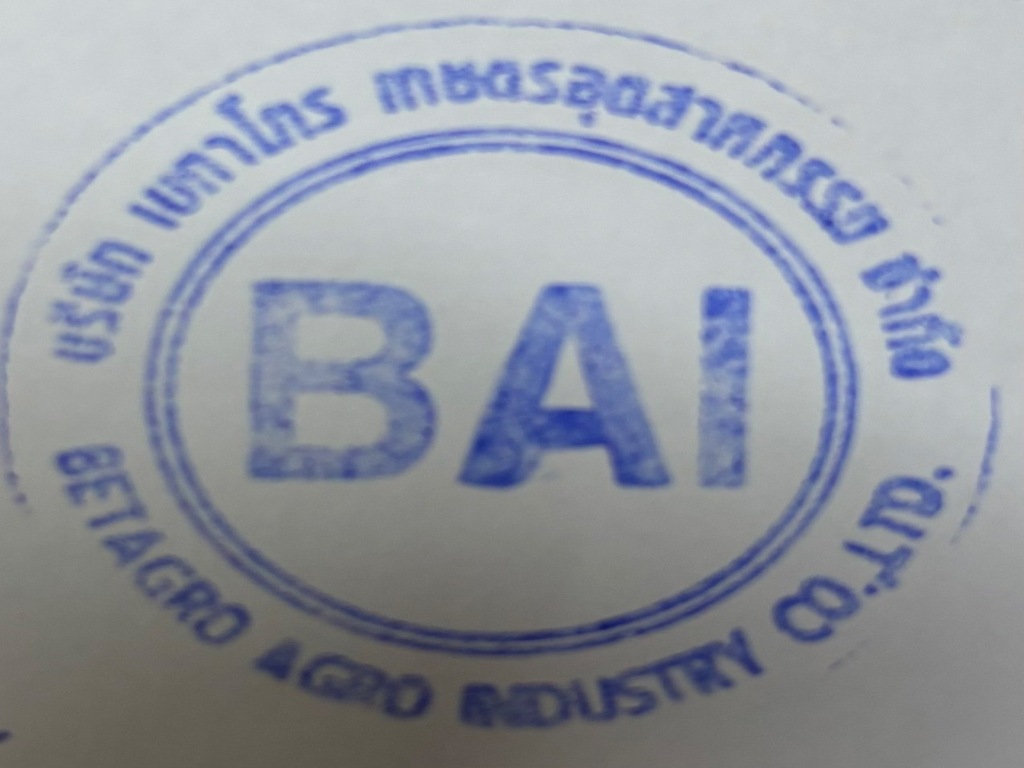 บริษัท เบทาโกร เกษตรอุตสาหกรรม จำกัด
BAI
BETAGRO AGRO INDUSTRY CO.,LTD.